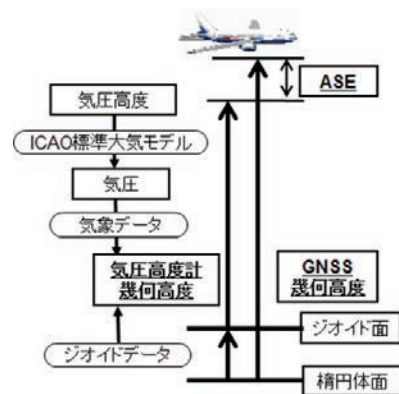 ASE
気圧高度
ICAO標準大気モデル
気圧
気象データ
気圧高度計
幾何高度
GNSS
幾何高度
ジオイド面
ジオイドデータ
楕円体面